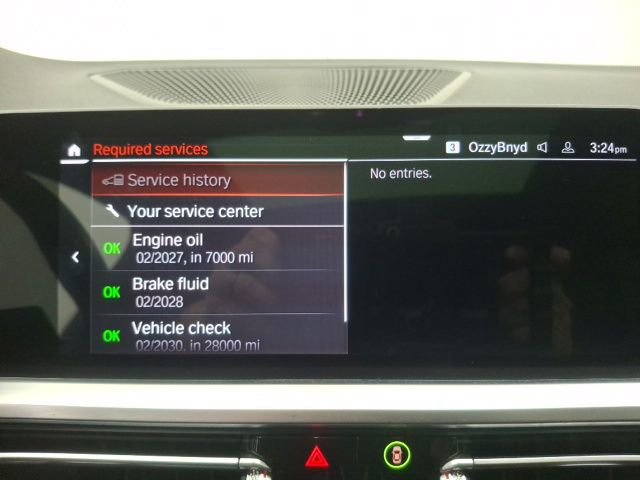 Required services
3 OzzyBnyd 3:24pm
Service history
No entries.
Your service center
OK Engine oil
02/2027, in 7000 mi
OK Brake fluid
02/2028
OK Vehicle check
02/2030, in 28000 mi